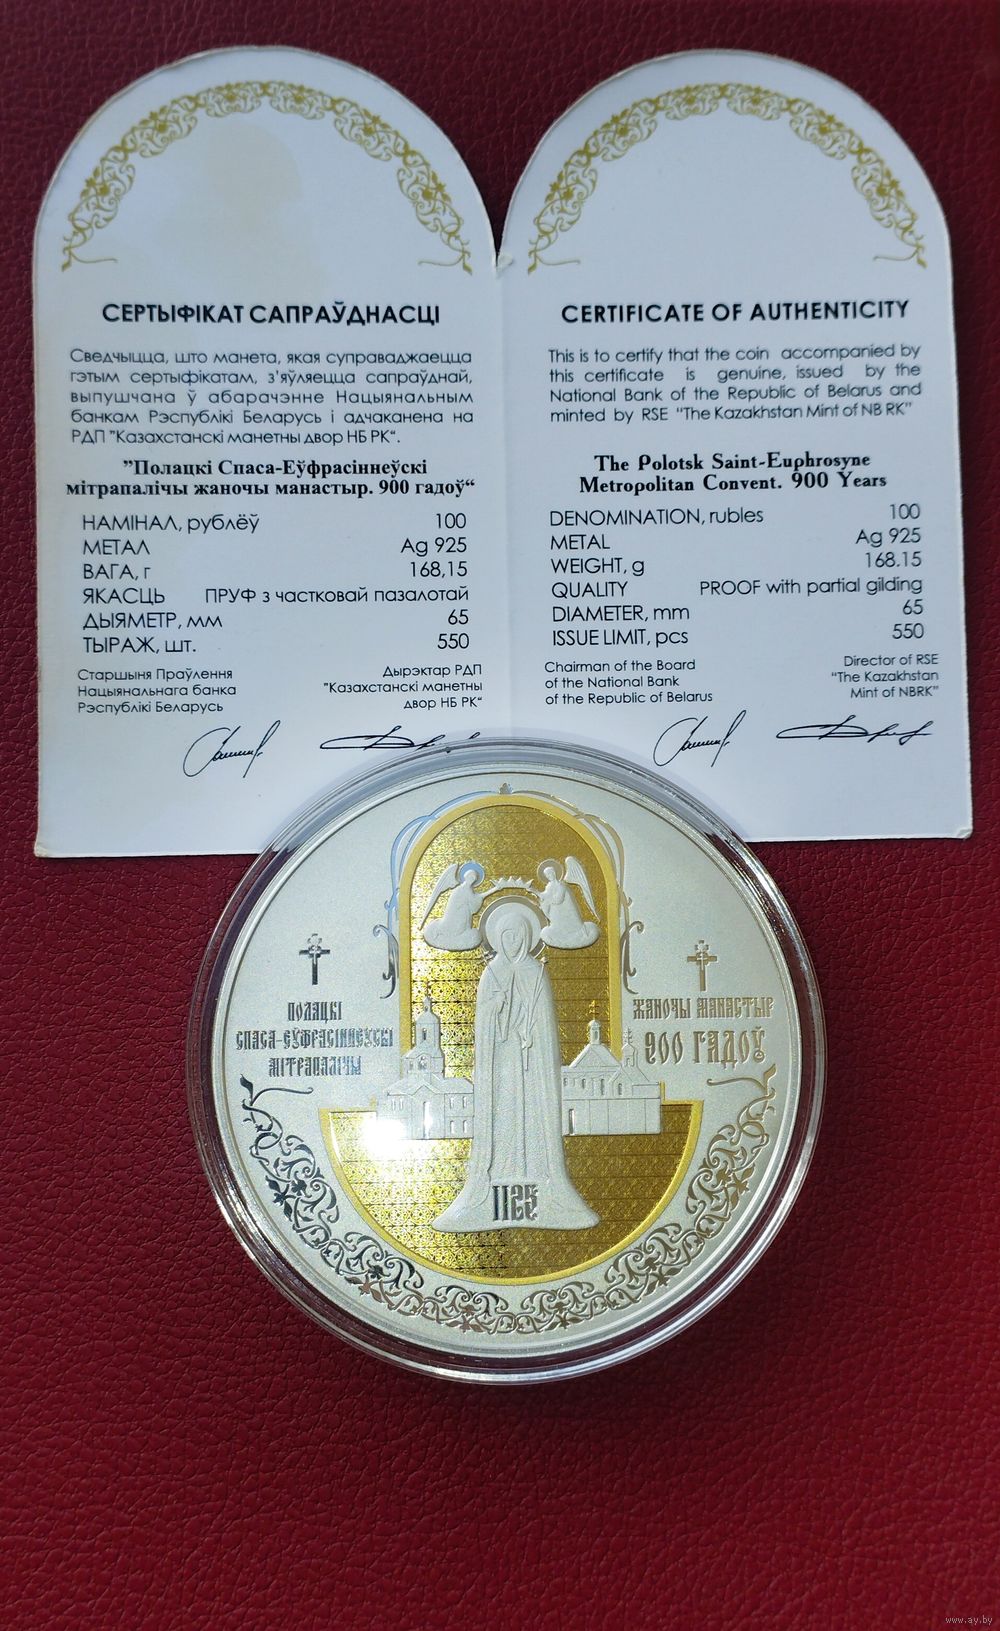 СЕРТЫФІКАТ САПРАЎДНАСЦІ
Сведчыцца, што манета, якая суправаджаецца
гэтым сертыфікатам, з'яўляецца сапраўднай,
выпушчана ў абарачэнне Нацыянальным
банкам Рэспублікі Беларусь і адчаканена на
РДП "Казахстанскі манетны двор НБ РК“.
”Полацкі Спаса-Еўфрасіннеўскі
мітрапалічы жаночы манастыр. 900 гадоў“
НАМІНАЛ, рублёў 100
МЕТАЛ Ag 925
ВАГА, г 168,15
ЯКАСЦЬ ПРУФ з частковай пазалотай
ДЫЯМЕТР, мм 65
ТЫРАЖ, шт. 550
Старшыня Праўлення
Нацыянальнага банка
Рэспублікі Беларусь
Дырэктар РДП
"Казахстанскі манетны
двор НБ РК“
CERTIFICATE OF AUTHENTICITY
This is to certify that the coin accompanied by
this certificate is genuine, issued by the
National Bank of the Republic of Belarus and
minted by RSE “The Kazakhstan Mint of NB RK”
The Polotsk Saint-Euphrosyne
Metropolitan Convent. 900 Years
DENOMINATION, rubles 100
METAL Ag 925
WEIGHT, g 168.15
QUALITY PROOF with partial gilding
DIAMETER, mm 65
ISSUE LIMIT, pcs 550
Chairman of the Board
of the National Bank
of the Republic of Belarus
Director of RSE
“The Kazakhstan
Mint of NBRK”
ПОЛАЦКІ
СПАСА-ЕЎФРАСІННЕЎСКІ
МІТРАПАЛІЧЫ
ЖАНОЧЫ МАНАСТЫР
900 ГАДОЎ
1125
www.ay.by